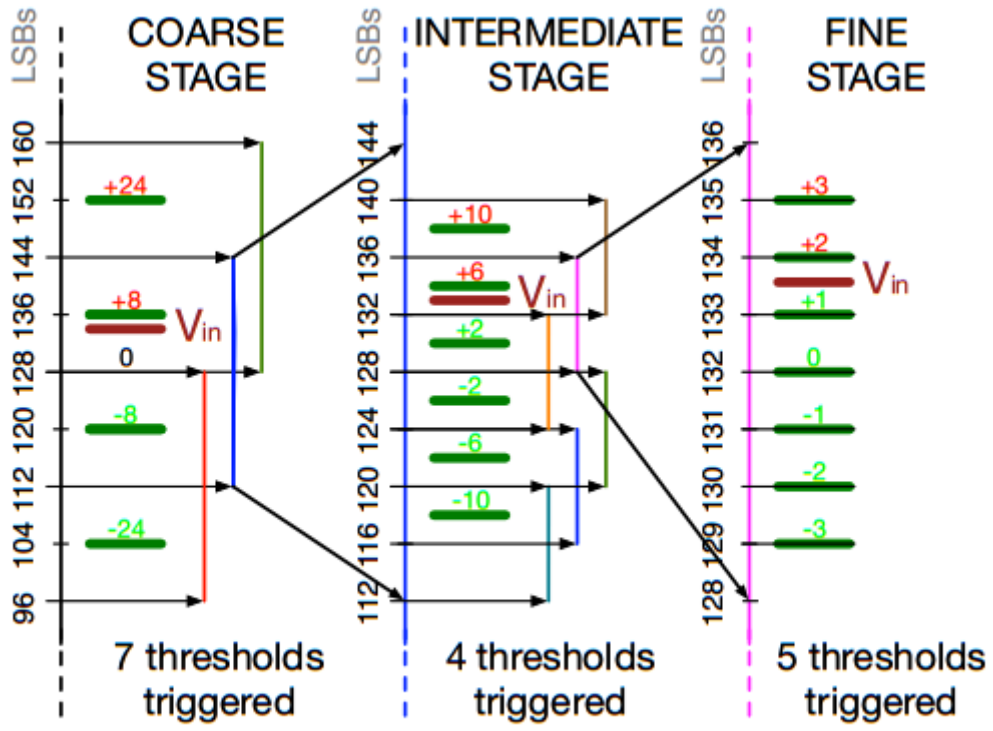 LSBs
COARSE
STAGE
160
152
144
136
128
120
112
104
96
+24
+8
Vin
0
-8
-24
7 thresholds
triggered
LSBs
INTERMEDIATE
STAGE
144
140
136
132
128
124
120
116
112
+10
+6
Vin
+2
-2
-6
-10
4 thresholds
triggered
LSBs
FINE
STAGE
136
135
134
133
132
131
130
129
128
+3
+2
Vin
+1
0
-1
-2
-3
5 thresholds
triggered